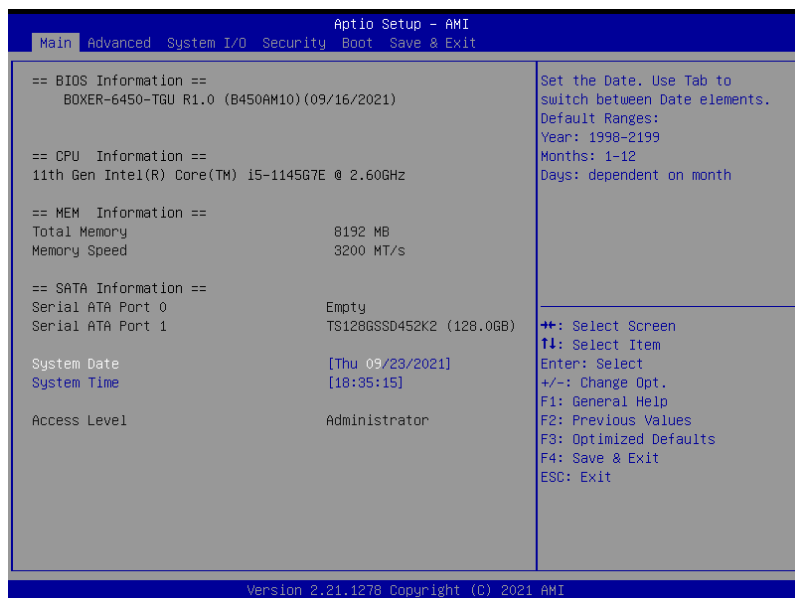 Aptio Setup - AMI
Main Advanced System I/O Security Boot Save & Exit
== BIOS Information ==
BOXER-6450-TGU R1.0 (B450AM10)(09/16/2021)
== CPU Information ==
11th Gen Intel(R) Core(TM) i5-1145G7E @ 2.60GHz
== MEM Information ==
Total Memory 8192 MB
Memory Speed 3200 MT/s
== SATA Information ==
Serial ATA Port 0 Empty
Serial ATA Port 1 TS128GSSD452K2 (128.0GB)
System Date [Thu 09/23/2021]
System Time [18:35:15]
Access Level Administrator
Set the Date. Use Tab to
switch between Date elements.
Default Ranges:
Year: 1998-2199
Months: 1-12
Days: dependent on month
→←: Select Screen
↑↓: Select Item
Enter: Select
+/-: Change Opt.
F1: General Help
F2: Previous Values
F3: Optimized Defaults
F4: Save & Exit
ESC: Exit
Version 2.21.1278 Copyright (C) 2021 AMI